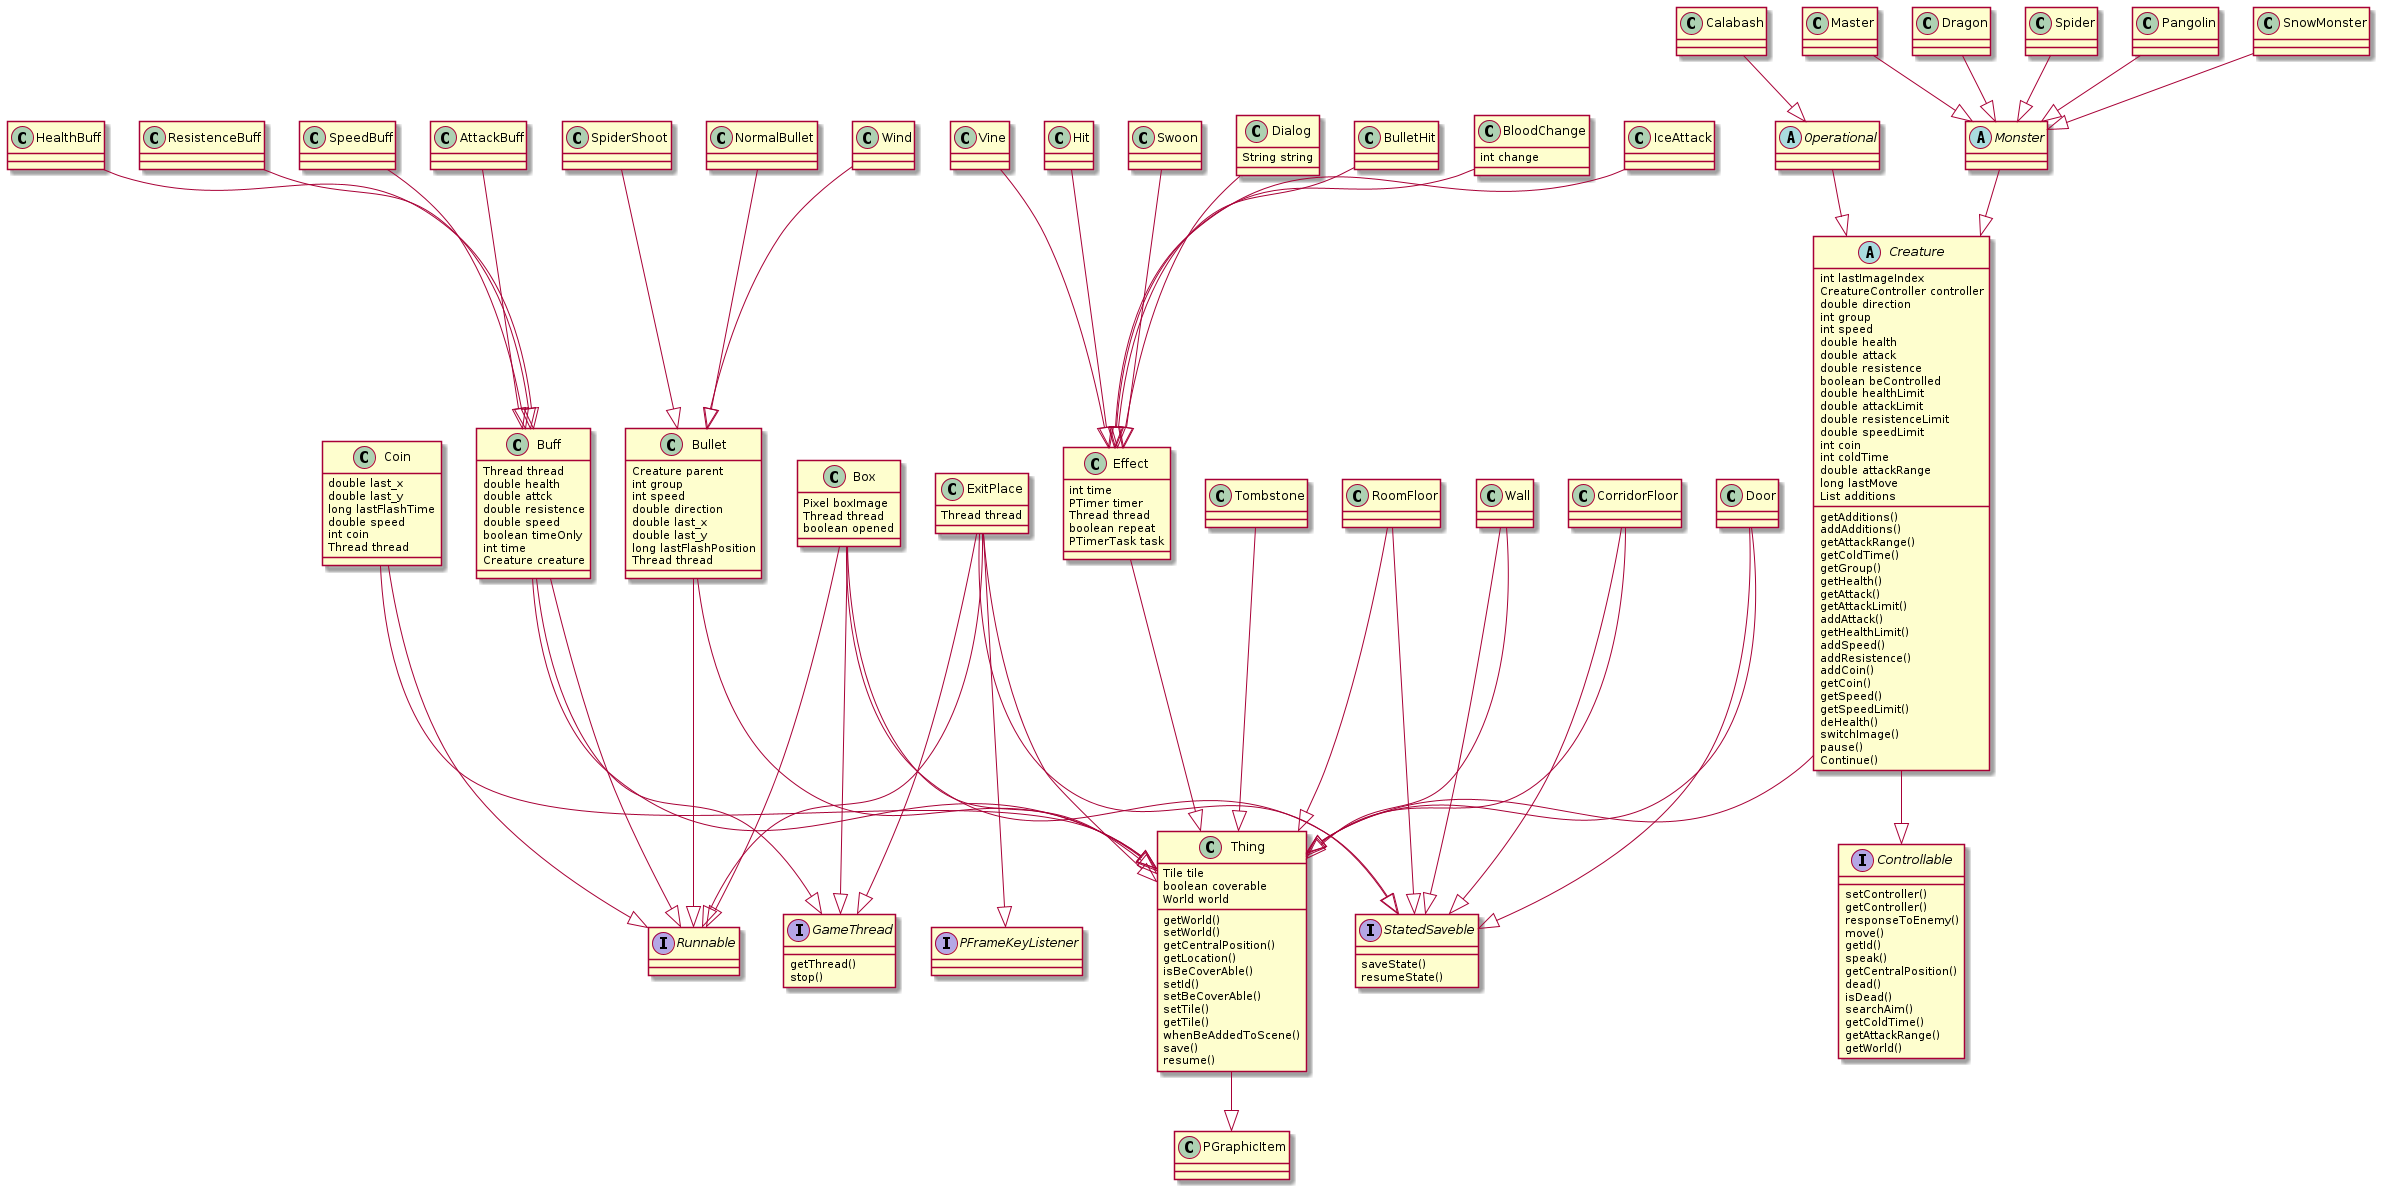 C Calabash
C Master
C Dragon
C Spider
C Pangolin
C SnowMonster
C HealthBuff
C ResistenceBuff
C SpeedBuff
C AttackBuff
C SpiderShoot
C NormalBullet
C Wind
C Vine
C Hit
C Swoon
C Dialog
String string
C BulletHit
C BloodChange
int change
C IceAttack
A Operational
A Monster
A Creature
int lastImageIndex
CreatureController controller
double direction
int group
int speed
double health
double attack
double resistence
boolean beControlled
double healthLimit
double attackLimit
double resistenceLimit
double speedLimit
int coin
int coldTime
double attackRange
long lastMove
List additions
getAdditions()
addAdditions()
getAttackRange()
getColdTime()
getGroup()
getHealth()
getAttack()
getAttackLimit()
addAttack()
getHealthLimit()
addSpeed()
addResistence()
addCoin()
getCoin()
getSpeed()
getSpeedLimit()
deHealth()
switchImage()
pause()
Continue()
C Coin
double last_x
double last_y
long lastFlashTime
double speed
int coin
Thread thread
C Buff
Thread thread
double health
double attck
double resistence
double speed
boolean timeOnly
int time
Creature creature
C Bullet
Creature parent
int group
int speed
double direction
double last_x
double last_y
long lastFlashPosition
Thread thread
C Box
Pixel boxImage
Thread thread
boolean opened
C ExitPlace
Thread thread
C Effect
int time
PTimer timer
Thread thread
boolean repeat
PTimerTask task
C Tombstone
C RoomFloor
C Wall
C CorridorFloor
C Door
I Runnable
I GameThread
getThread()
stop()
I PFrameKeyListener
C Thing
Tile tile
boolean coverable
World world
getWorld()
setWorld()
getCentralPosition()
getLocation()
isBeCoverAble()
setId()
setBeCoverAble()
setTile()
getTile()
whenBeAddedToScene()
save()
resume()
I StatedSaveble
saveState()
resumeState()
I Controllable
setController()
getController()
responseToEnemy()
move()
getId()
speak()
getCentralPosition()
dead()
isDead()
searchAim()
getColdTime()
getAttackRange()
getWorld()
C PGraphicItem